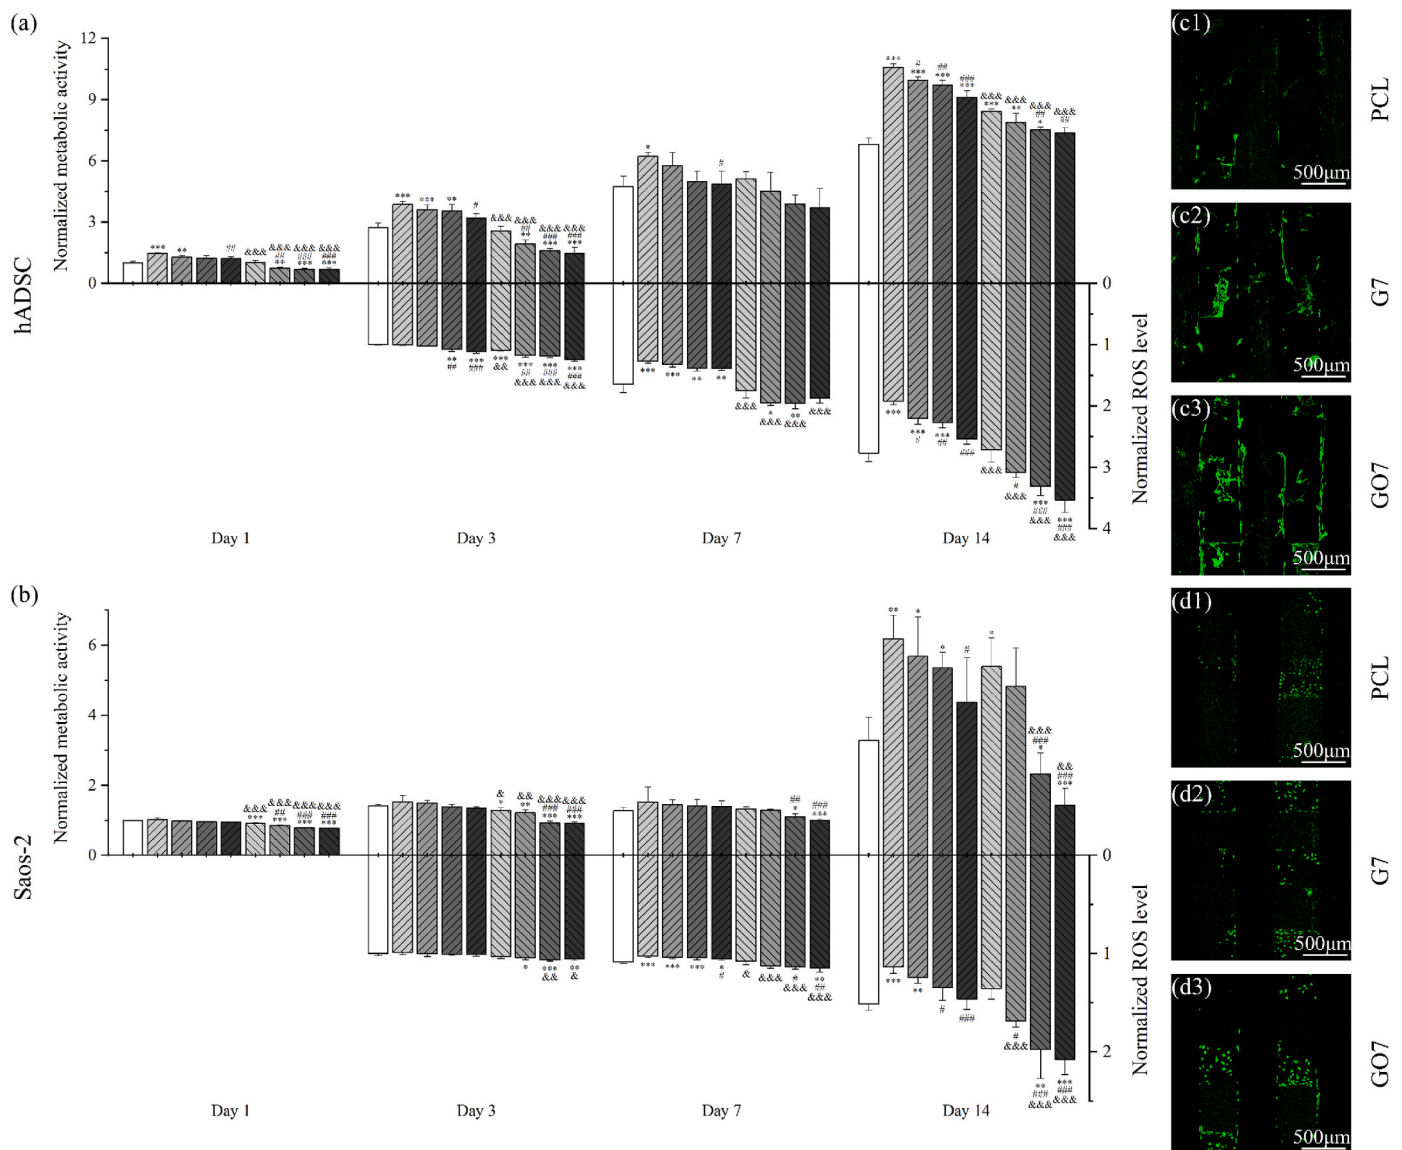 (a)
12
9
6
3
0
Normalized metabolic activity
hADSC
*** ** ## &&& &&& ## ** &&& ### *** &&& ### ***
*** *** ** # &&& &&& ## ** &&& ### *** &&& ### ***
* #
*** # *** ## *** ### *** &&& *** &&& ** &&& ## * &&& ##
0
1
2
3
4
Normalized ROS level
** ## *** ### *** && *** ## &&& *** ### &&& *** ### &&&
*** *** ** ** &&& * &&& ** &&& &&&
*** *** # *** ## ### &&& # &&& *** ### &&& *** ### &&&
Day 1
Day 3
Day 7
Day 14
(b)
6
4
2
0
Normalized metabolic activity
Saos-2
&&& *** &&& ## *** &&& ### *** &&& ### ***
& * && ** &&& ### *** &&& ### ***
## * ### ***
** * * # * &&& ### * && ### ***
0
1
2
Normalized ROS level
* *** && ** &
*** *** *** * # & &&& # &&& ** ## &&&
*** ** # ### # &&& ** ### &&& *** ### &&&
Day 1
Day 3
Day 7
Day 14
(c1)
500μm
PCL
(c2)
500μm
G7
(c3)
500μm
GO7
(d1)
500μm
PCL
(d2)
500μm
G7
(d3)
500μm
GO7